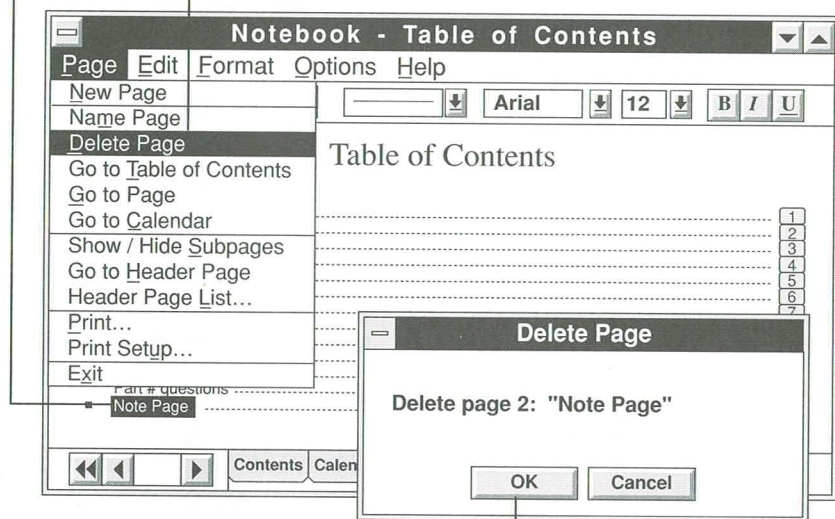 Notebook - Table of Contents
Page Edit Format Options Help
New Page
Name Page
Delete Page
Go to Table of Contents
Go to Page
Go to Calendar
Show / Hide Subpages
Go to Header Page
Header Page List...
Print...
Print Setup...
Exit
Arial 12 B I U
Table of Contents
1
2
3
4
5
6
7
Part # questions
Note Page
Contents Calen
Delete Page
Delete page 2: "Note Page"
OK Cancel